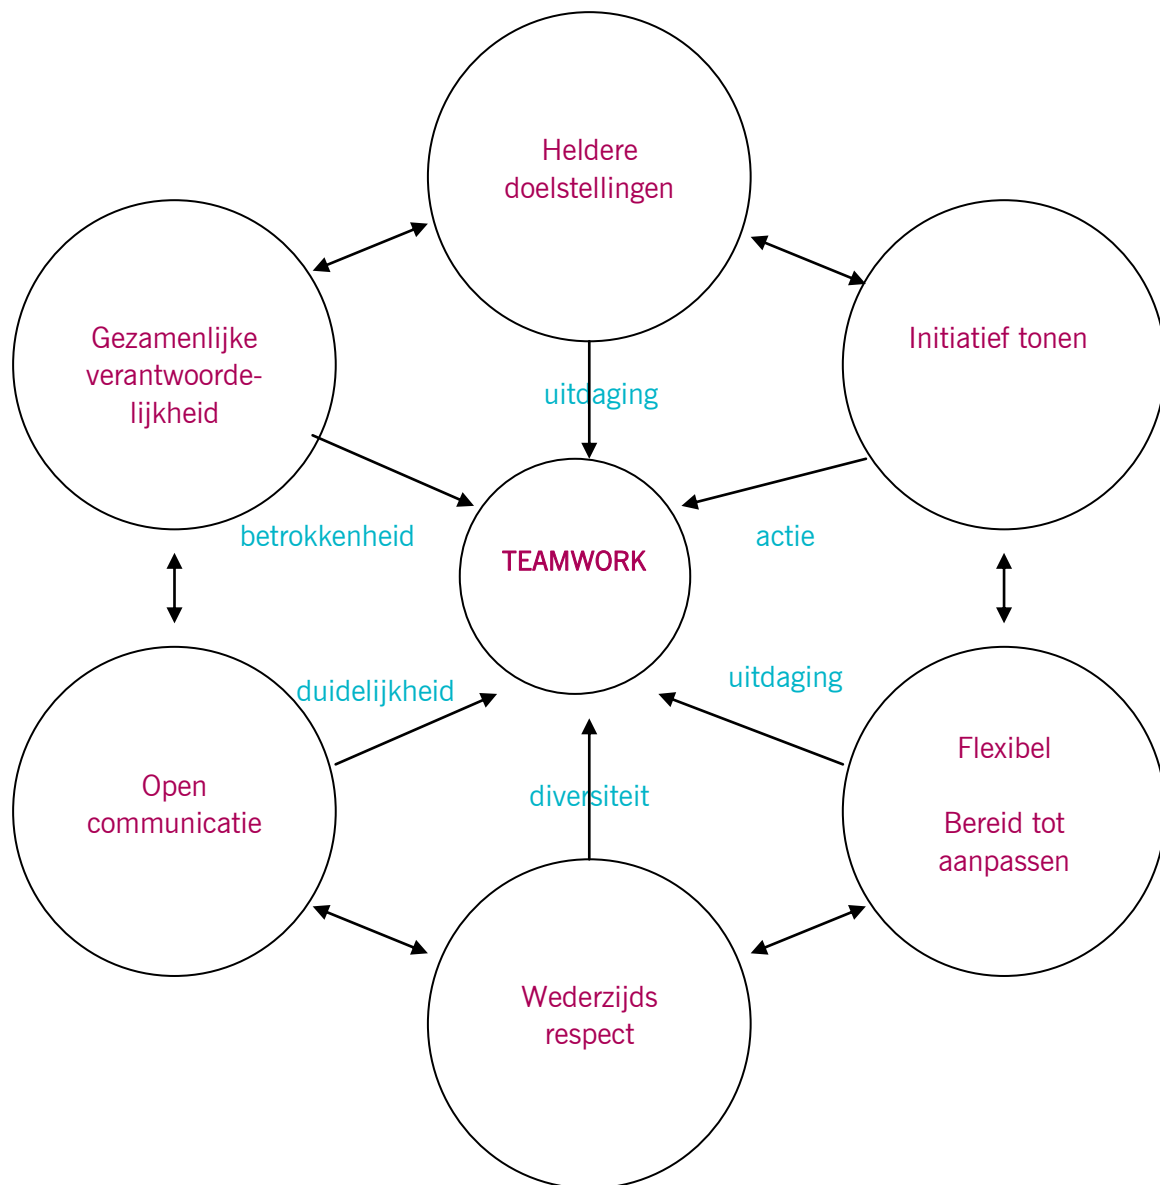 Heldere
doelstellingen
Gezamenlijke
verantwoorde-
lijkheid
Initiatief tonen
uitdaging
betrokkenheid
actie
TEAMWORK
duidelijkheid
uitdaging
Open
communicatie
diversiteit
Flexibel
Bereid tot
aanpassen
Wederzijds
respect